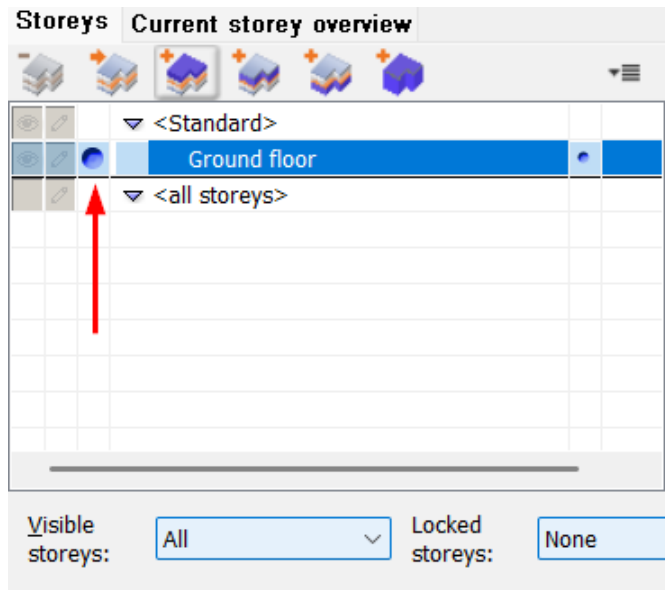 Storeys Current storey overview
<Standard>
Ground floor
<all storeys>
Visible storeys: All Locked storeys: None